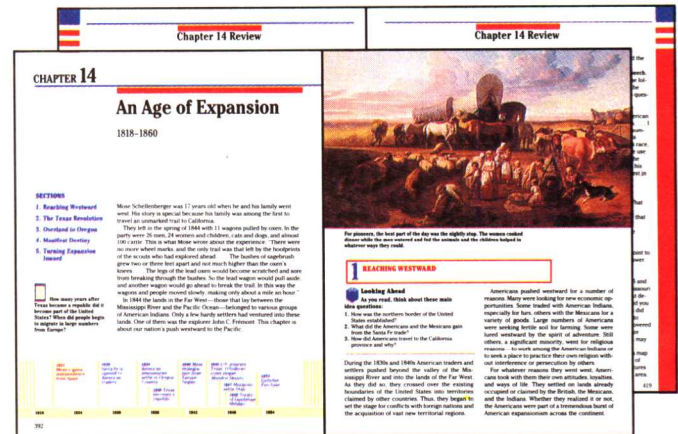 Chapter 14 Review
Chapter 14 Review
CHAPTER 14
An Age of Expansion
1818–1860
SECTIONS
1. Reaching Westward
2. The Texas Revolution
3. Overland to Oregon
4. Manifest Destiny
5. Turning Expansion
Inward
How many years after
Texas became a republic did it
become part of the United
States? When did people begin
to migrate in large numbers
from Europe?
Mose Schellenberger was 17 years old when he and his family went
west. His story is special because his family was among the first to
travel an unmarked trail to California.
They left in the spring of 1844 with 11 wagons pulled by oxen. In the
party were 26 men, 24 women and children, cats and dogs, and almost
100 cattle. This is what Mose wrote about the experience: "There were
no more wheel marks, and the only trail was that left by the hoofprints
of the scouts who had explored ahead. The bushes of sagebrush
grew two or three feet apart and not much higher than the oxen's
knees. The legs of the lead oxen would become scratched and sore
from breaking through the bushes. So the lead wagon would pull aside
and another wagon would go ahead to break the trail. In this way the
wagons and people moved slowly, making only about a mile an hour."
In 1844 the lands in the Far West—those that lay between the
Mississippi River and the Pacific Ocean—belonged to various groups
of American Indians. Only a few hardy settlers had ventured into these
lands. One of them was the explorer John C. Frémont. This chapter is
about our nation's push westward to the Pacific.
392
For pioneers, the best part of the day was the nightly stop. The women cooked
dinner while the men watered and fed the animals and the children helped in
whatever ways they could.
1 REACHING WESTWARD
Looking Ahead
As you read, think about these main
idea questions:
1. How was the northern border of the United
States established?
2. What did the Americans and the Mexicans gain
from the Santa Fe trade?
3. How did Americans travel to the California
province and why?
During the 1830s and 1840s American traders and
settlers pushed beyond the valley of the Mis-
sissippi River and into the lands of the Far West.
As they did so, they crossed over the existing
boundaries of the United States into territories
claimed by other countries. Thus, they began to
set the stage for conflicts with foreign nations and
the acquisition of vast new territorial regions.
Americans pushed westward for a number of
reasons. Many were looking for new economic op-
portunities. Some traded with American Indians,
especially for furs, others with the Mexicans for a
variety of goods. Large numbers of Americans
were seeking fertile soil for farming. Some were
lured westward by the spirit of adventure. Still
others, a significant minority, went for religious
reasons—to work among the American Indians or
to seek a place to practice their own religion with-
out interference or persecution by others.
For whatever reasons they went west, Ameri-
cans took with them their own attitudes, loyalties,
and ways of life. They settled on lands already
occupied or claimed by the British, the Mexicans,
and the Indians. Whether they realized it or not,
the Americans were part of a tremendous burst of
American expansionism across the continent.
419